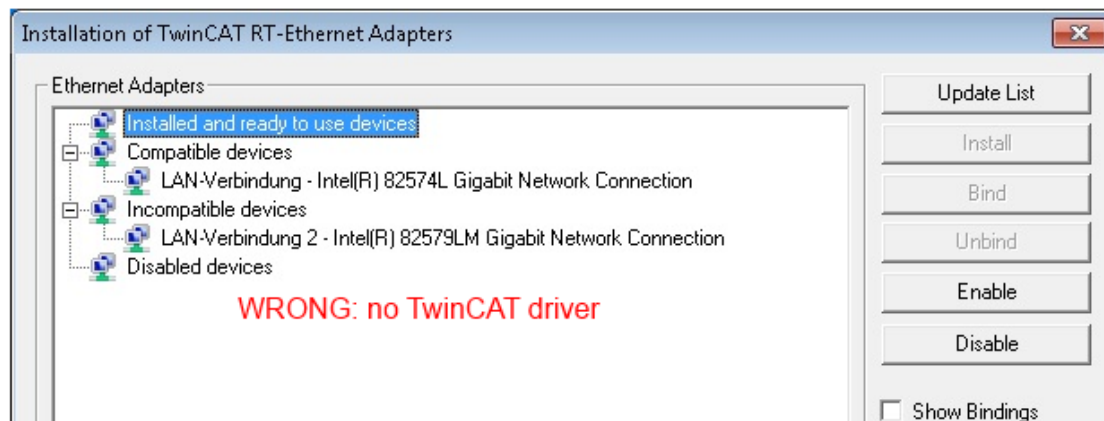 Installation of TwinCAT RT-Ethernet Adapters
Ethernet Adapters
Installed and ready to use devices
Compatible devices
LAN-Verbindung - Intel(R) 82574L Gigabit Network Connection
Incompatible devices
LAN-Verbindung 2 - Intel(R) 82579LM Gigabit Network Connection
Disabled devices
WRONG: no TwinCAT driver
Update List
Install
Bind
Unbind
Enable
Disable
Show Bindings